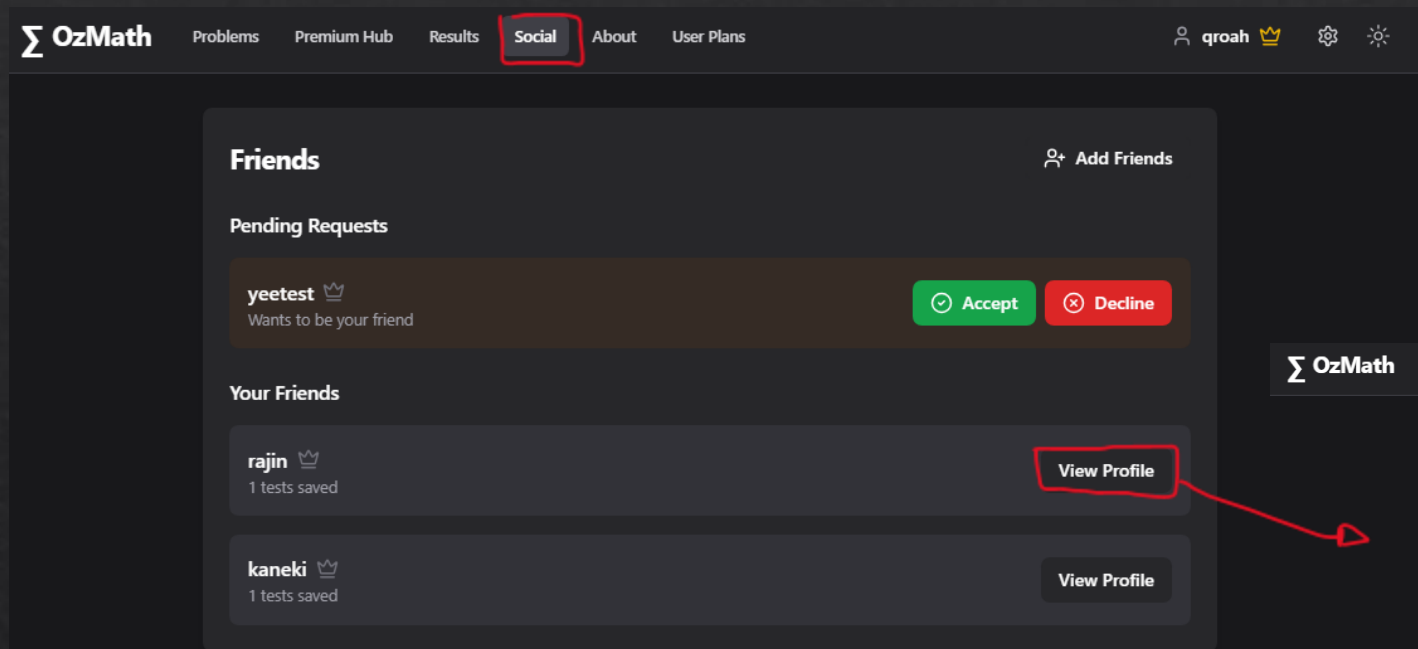 ∑ OzMath Problems Premium Hub Results Social About User Plans qroah
Friends Add Friends
Pending Requests
yeetest
Wants to be your friend
Accept Decline
Your Friends
rajin
1 tests saved
View Profile
kaneki
1 tests saved
View Profile
∑ OzMath